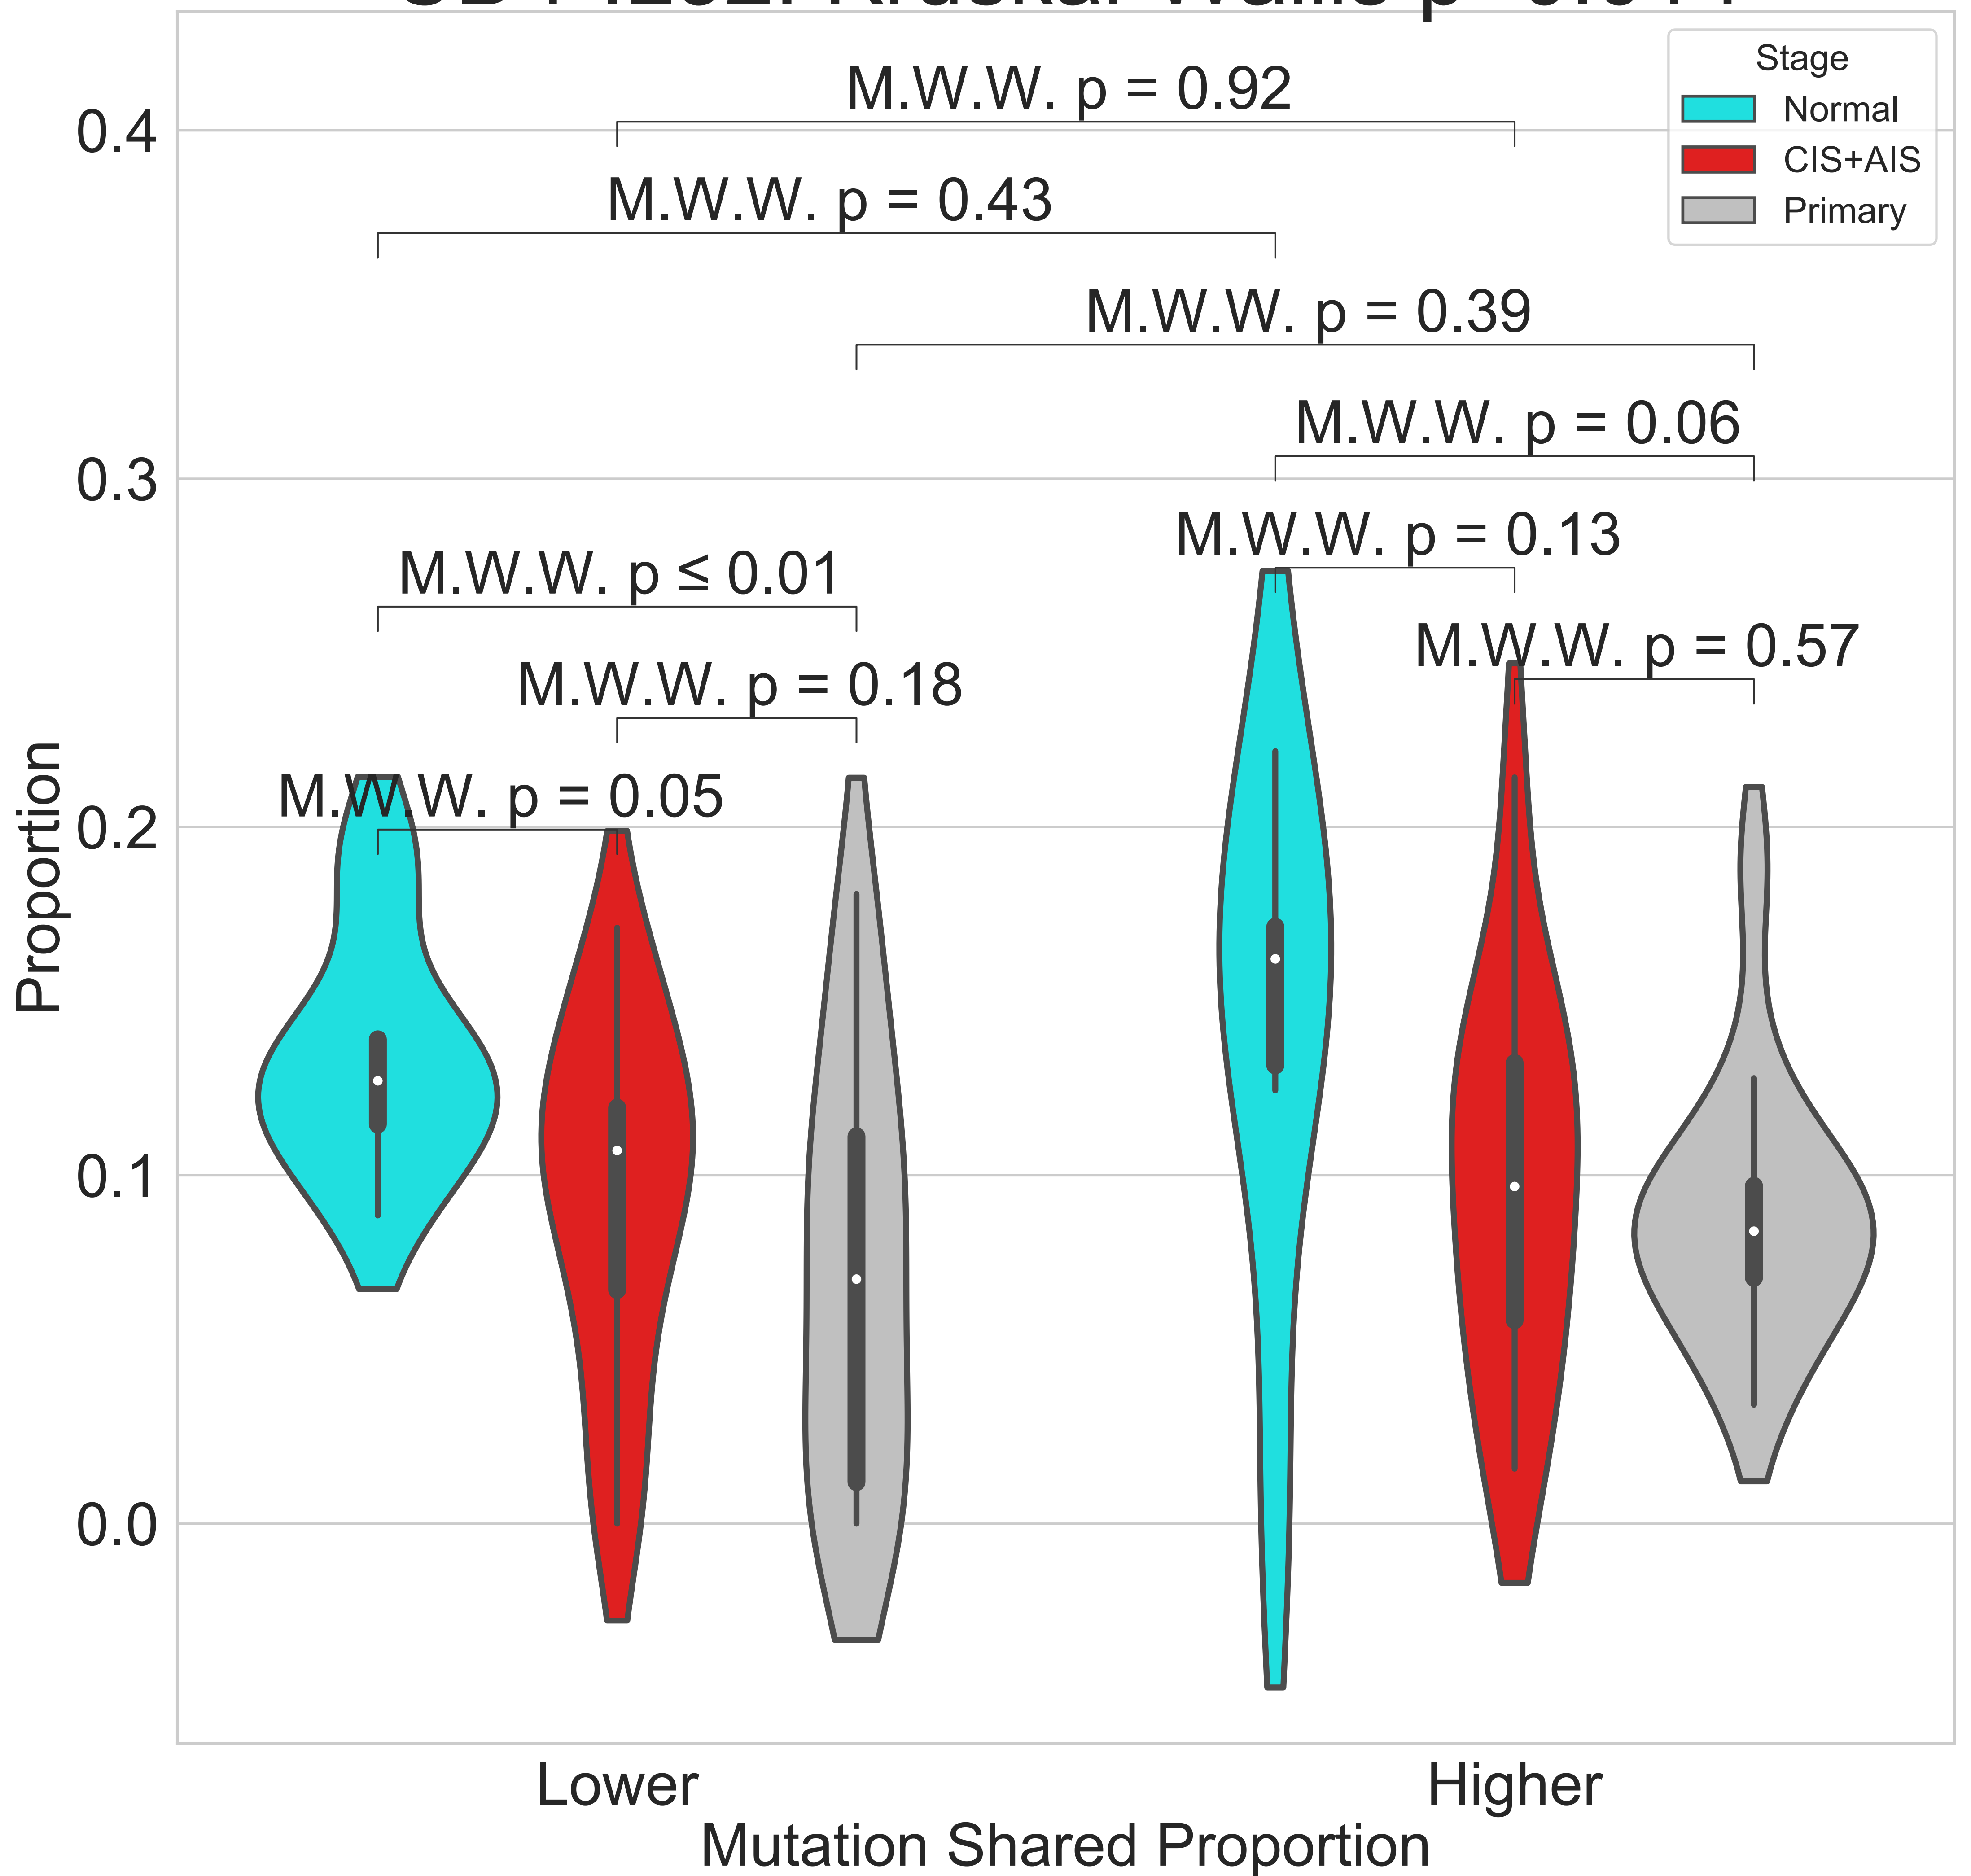 Stage
Normal
CIS+AIS
Primary
M.W.W. p = 0.92
M.W.W. p = 0.43
M.W.W. p = 0.39
M.W.W. p = 0.06
M.W.W. p = 0.13
M.W.W. p ≤ 0.01
M.W.W. p = 0.57
M.W.W. p = 0.18
M.W.W. p = 0.05
0.4
0.3
0.2
0.1
0.0
Proportion
Lower
Higher
Mutation Shared Proportion